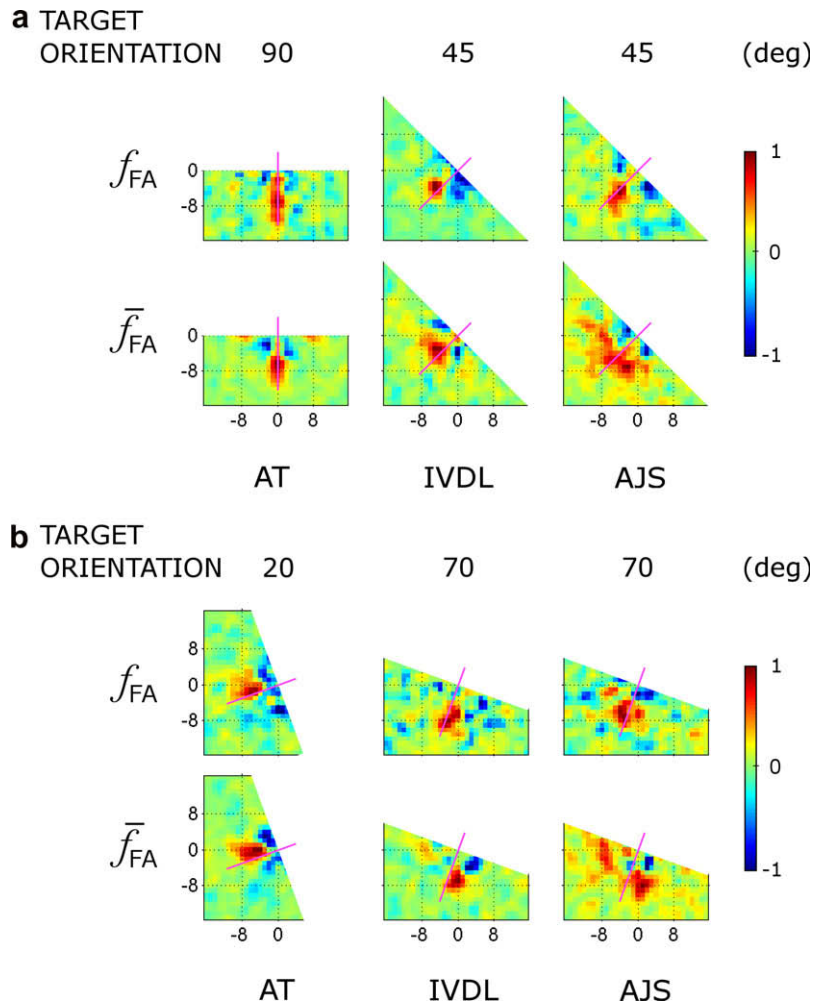 a TARGET
ORIENTATION 90 45 45 (deg)
f_FA 0 -8 1 0 -1
f̅_FA 0 -8
-8 0 8 -8 0 8 -8 0 8
AT IVDL AJS
b TARGET
ORIENTATION 20 70 70 (deg)
f_FA 8 0 -8 1 0 -1
f̅_FA 8 0 -8
-8 0 -8 0 8 -8 0 8
AT IVDL AJS